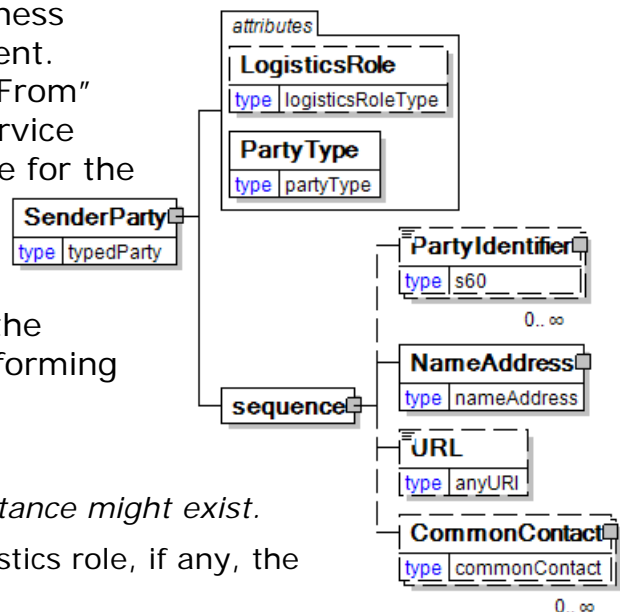 ness
ent.
From"
rvice
e for the
the
forming
tance might exist.
stics role, if any, the
attributes
LogisticsRole
type logisticsRoleType
PartyType
type partyType
SenderParty
type typedParty
sequence
PartyIdentifier
type s60
0..∞
NameAddress
type nameAddress
URL
type anyURI
CommonContact
type commonContact
0..∞